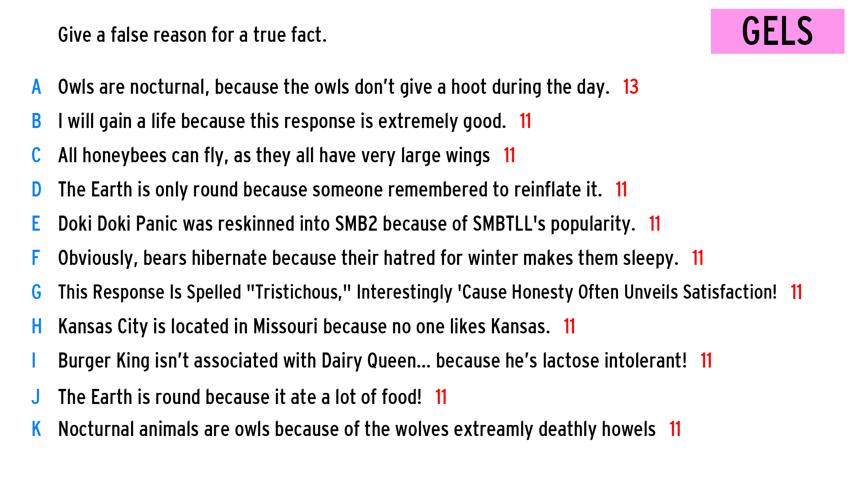 Give a false reason for a true fact.
GELS
A Owls are nocturnal, because the owls don't give a hoot during the day. 13
B I will gain a life because this response is extremely good. 11
C All honeybees can fly, as they all have very large wings 11
D The Earth is only round because someone remembered to reinflate it. 11
E Doki Doki Panic was reskinned into SMB2 because of SMBTLL's popularity. 11
F Obviously, bears hibernate because their hatred for winter makes them sleepy. 11
G This Response Is Spelled "Tristichous," Interestingly 'Cause Honesty Often Unveils Satisfaction! 11
H Kansas City is located in Missouri because no one likes Kansas. 11
I Burger King isn't associated with Dairy Queen... because he's lactose intolerant! 11
J The Earth is round because it ate a lot of food! 11
K Nocturnal animals are owls because of the wolves extreamly deathly howels 11